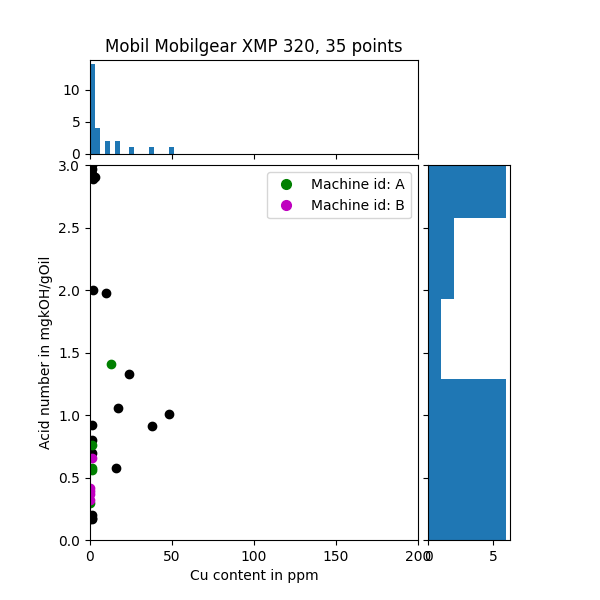 Mobil Mobilgear XMP 320, 35 points
10
5
0
3.0
2.5
2.0
1.5
1.0
0.5
0.0
Acid number in mgkOH/gOil
Machine id: A
Machine id: B
0 50 100 150 200
0 5
Cu content in ppm